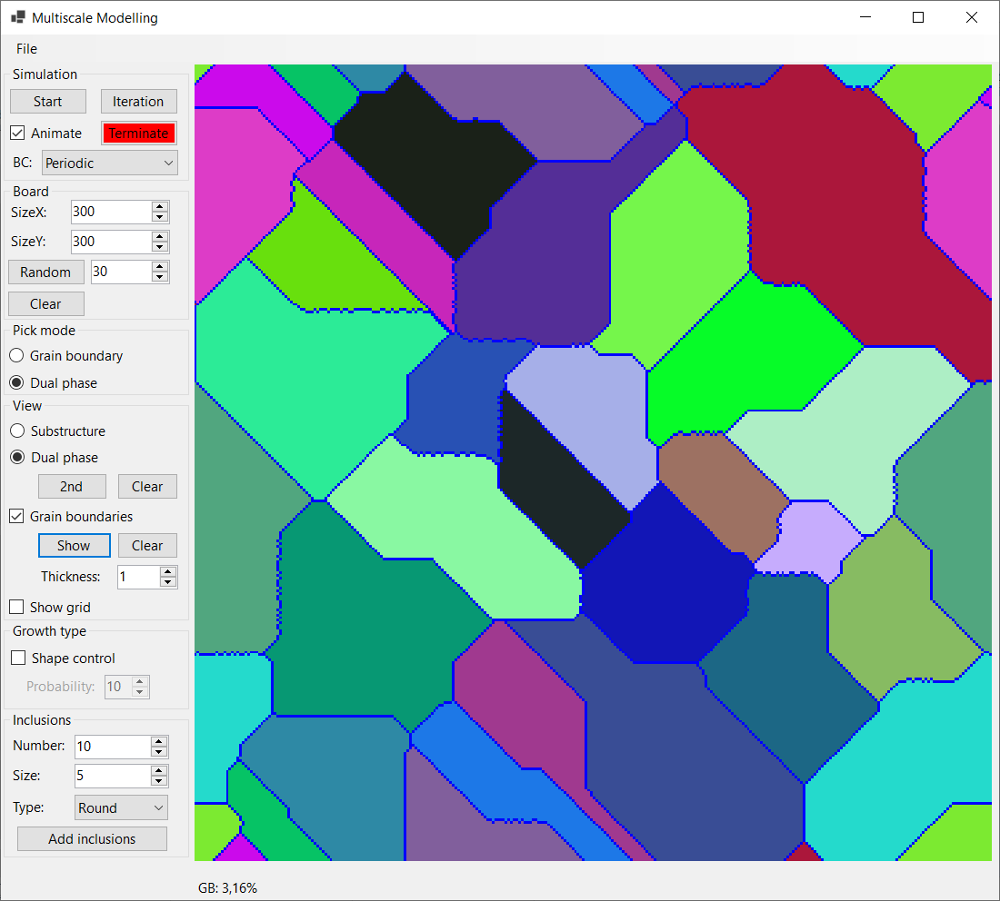 Multiscale Modelling
File
Simulation
Start Iteration
Animate Terminate
BC: Periodic
Board
SizeX: 300
SizeY: 300
Random 30
Clear
Pick mode
Grain boundary
Dual phase
View
Substructure
Dual phase
2nd Clear
Grain boundaries
Show Clear
Thickness: 1
Show grid
Growth type
Shape control
Probability: 10
Inclusions
Number: 10
Size: 5
Type: Round
Add inclusions
GB: 3,16%